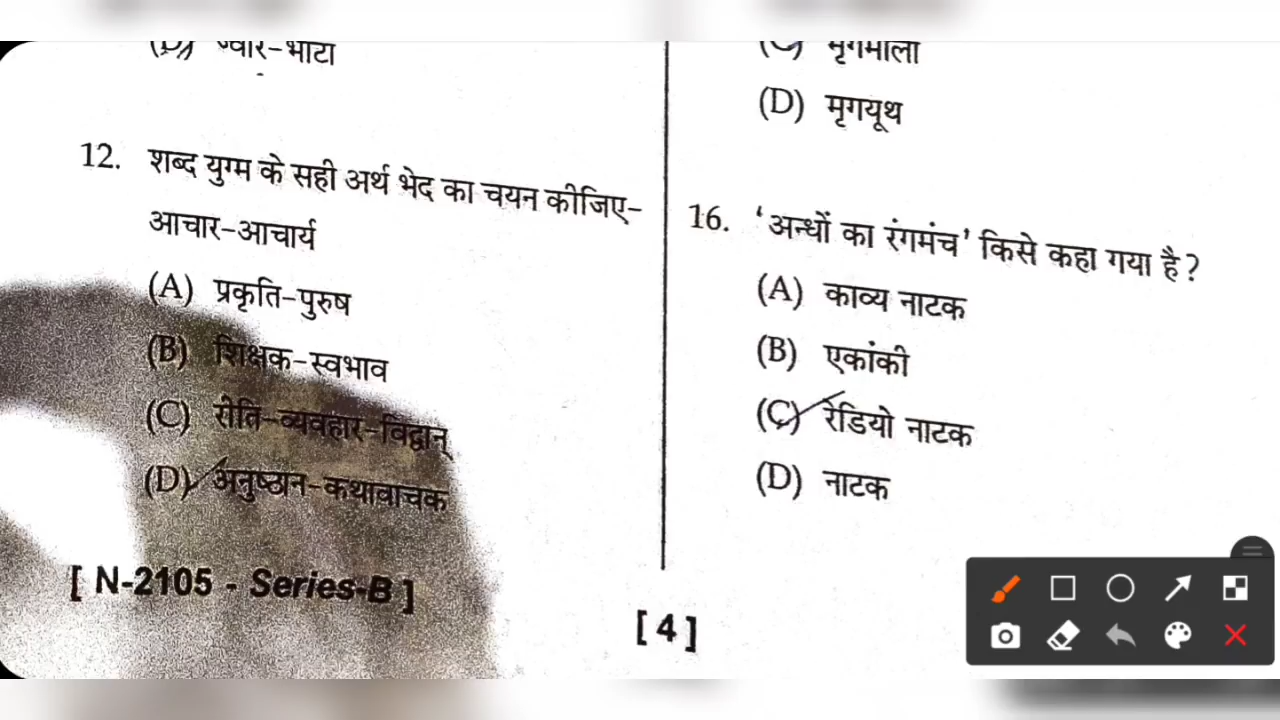 (D) ज्वार-भाटा
12. शब्द युग्म के सही अर्थ भेद का चयन कीजिए-
आचार-आचार्य
(A) प्रकृति-पुरुष
(B) शिक्षक-स्वभाव
(C) रीति-व्यवहार-विद्वान्
(D) अनुष्ठान-कथावाचक
[ N-2105 - Series-B ]
[ 4 ]
(C) मृगमाला
(D) मृगयूथ
16. 'अन्धों का रंगमंच' किसे कहा गया है?
(A) काव्य नाटक
(B) एकांकी
(C) रेडियो नाटक
(D) नाटक